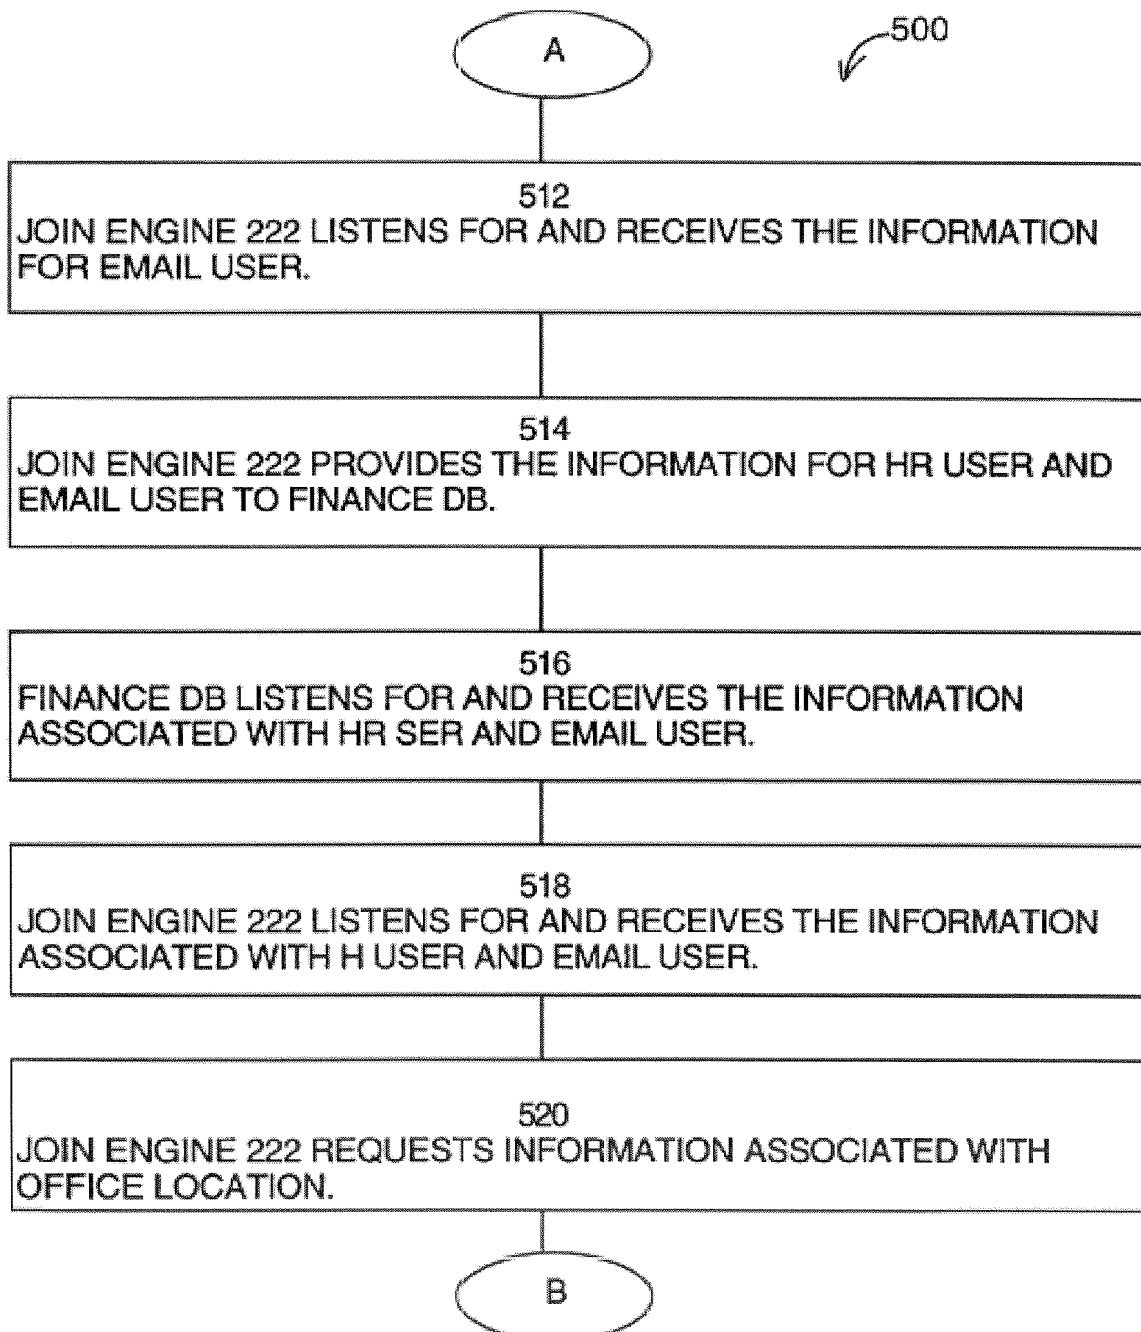 A
500
512
JOIN ENGINE 222 LISTENS FOR AND RECEIVES THE INFORMATION
FOR EMAIL USER.
514
JOIN ENGINE 222 PROVIDES THE INFORMATION FOR HR USER AND
EMAIL USER TO FINANCE DB.
516
FINANCE DB LISTENS FOR AND RECEIVES THE INFORMATION
ASSOCIATED WITH HR SER AND EMAIL USER.
518
JOIN ENGINE 222 LISTENS FOR AND RECEIVES THE INFORMATION
ASSOCIATED WITH H USER AND EMAIL USER.
520
JOIN ENGINE 222 REQUESTS INFORMATION ASSOCIATED WITH
OFFICE LOCATION.
B